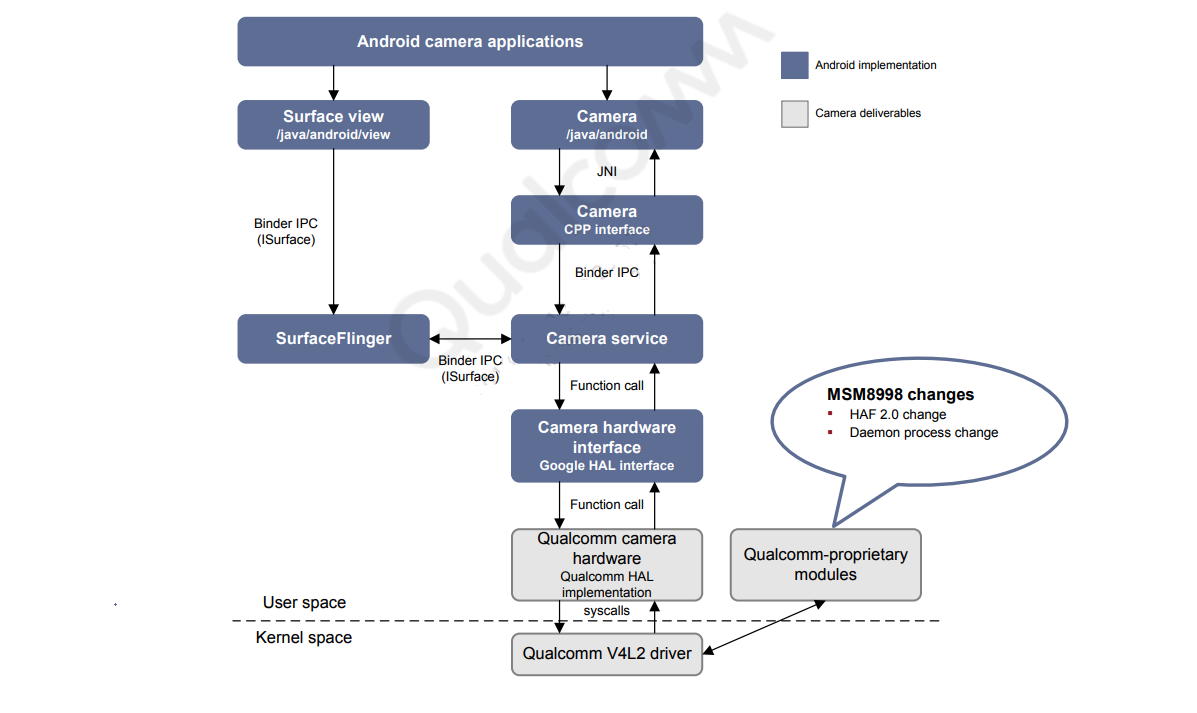 Android camera applications
Android implementation
Camera deliverables
Surface view
/java/android/view
Camera
/java/android
JNI
Camera
CPP interface
Binder IPC
(ISurface)
Binder IPC
SurfaceFlinger
Camera service
Binder IPC
(ISurface)
Function call
Camera hardware
interface
Google HAL interface
MSM8998 changes
HAF 2.0 change
Daemon process change
Function call
Qualcomm camera
hardware
Qualcomm HAL
implementation
Qualcomm-proprietary
modules
User space
syscalls
Kernel space
Qualcomm V4L2 driver
Qualcomm